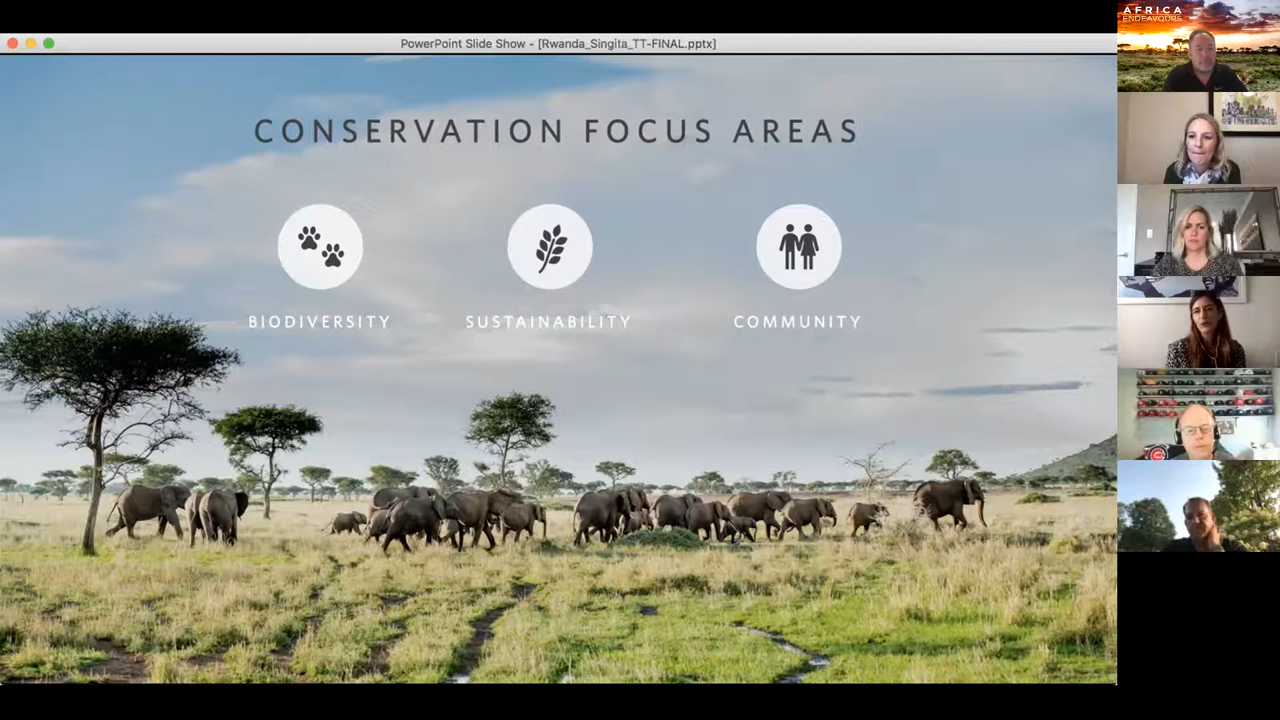 PowerPoint Slide Show - [Rwanda_Singita_TT-FINAL.pptx]
CONSERVATION FOCUS AREAS
BIODIVERSITY
SUSTAINABILITY
COMMUNITY
AFRICA
ENDEAVOURS